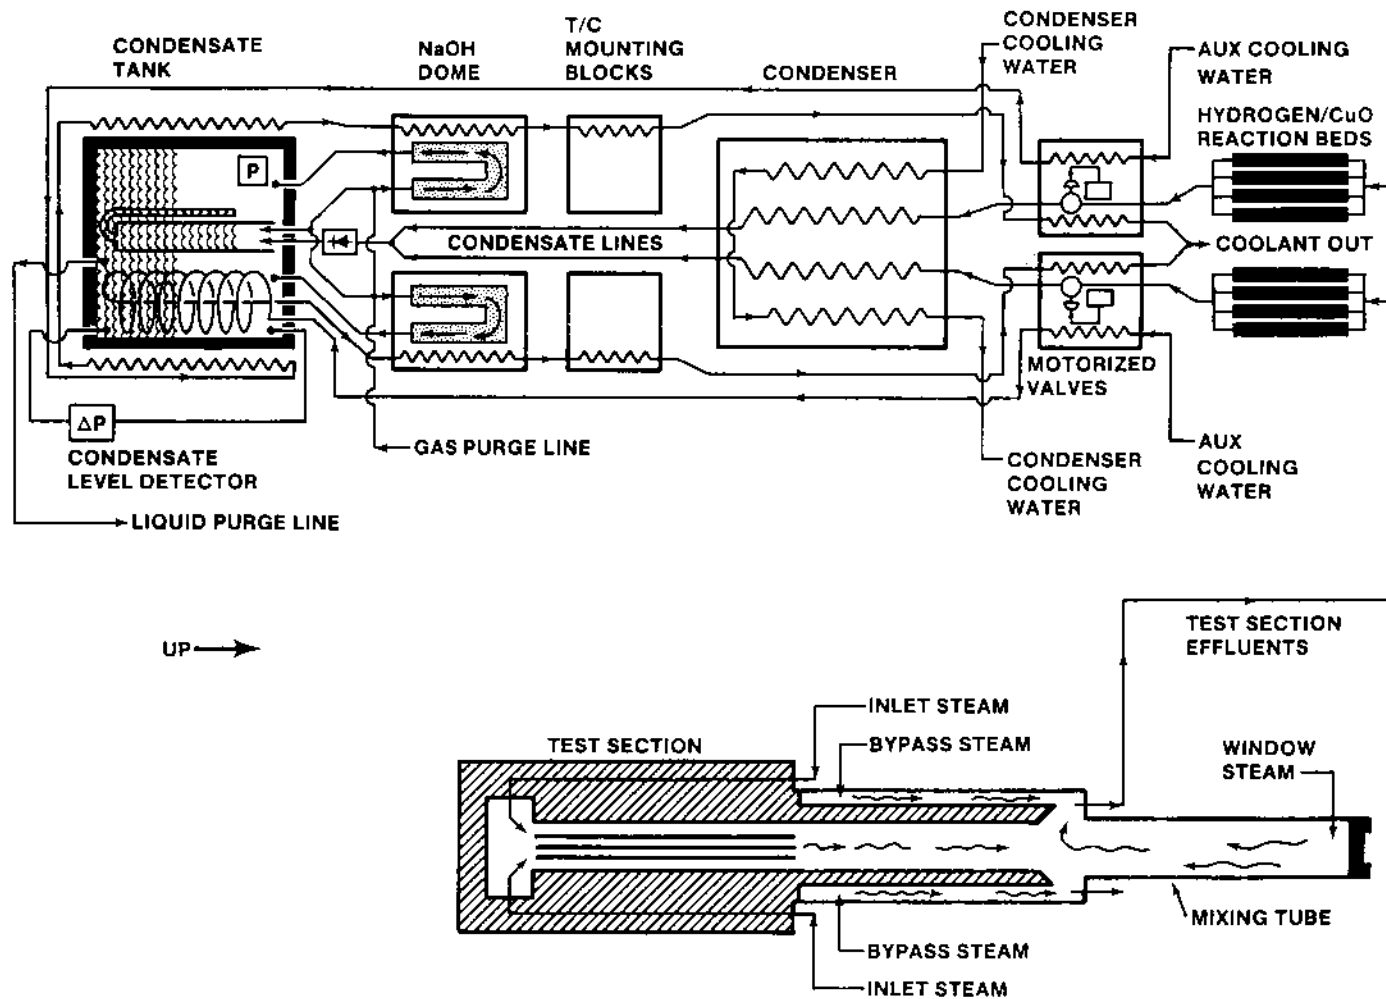 CONDENSATE
TANK
NaOH
DOME
T/C
MOUNTING
BLOCKS
CONDENSER
CONDENSER
COOLING
WATER
AUX COOLING
WATER
HYDROGEN/CuO
REACTION BEDS
P
CONDENSATE LINES
COOLANT OUT
MOTORIZED
VALVES
ΔP
CONDENSATE
LEVEL DETECTOR
GAS PURGE LINE
CONDENSER
COOLING
WATER
AUX
COOLING
WATER
LIQUID PURGE LINE
UP
TEST SECTION
EFFLUENTS
INLET STEAM
BYPASS STEAM
TEST SECTION
WINDOW
STEAM
MIXING TUBE
BYPASS STEAM
INLET STEAM